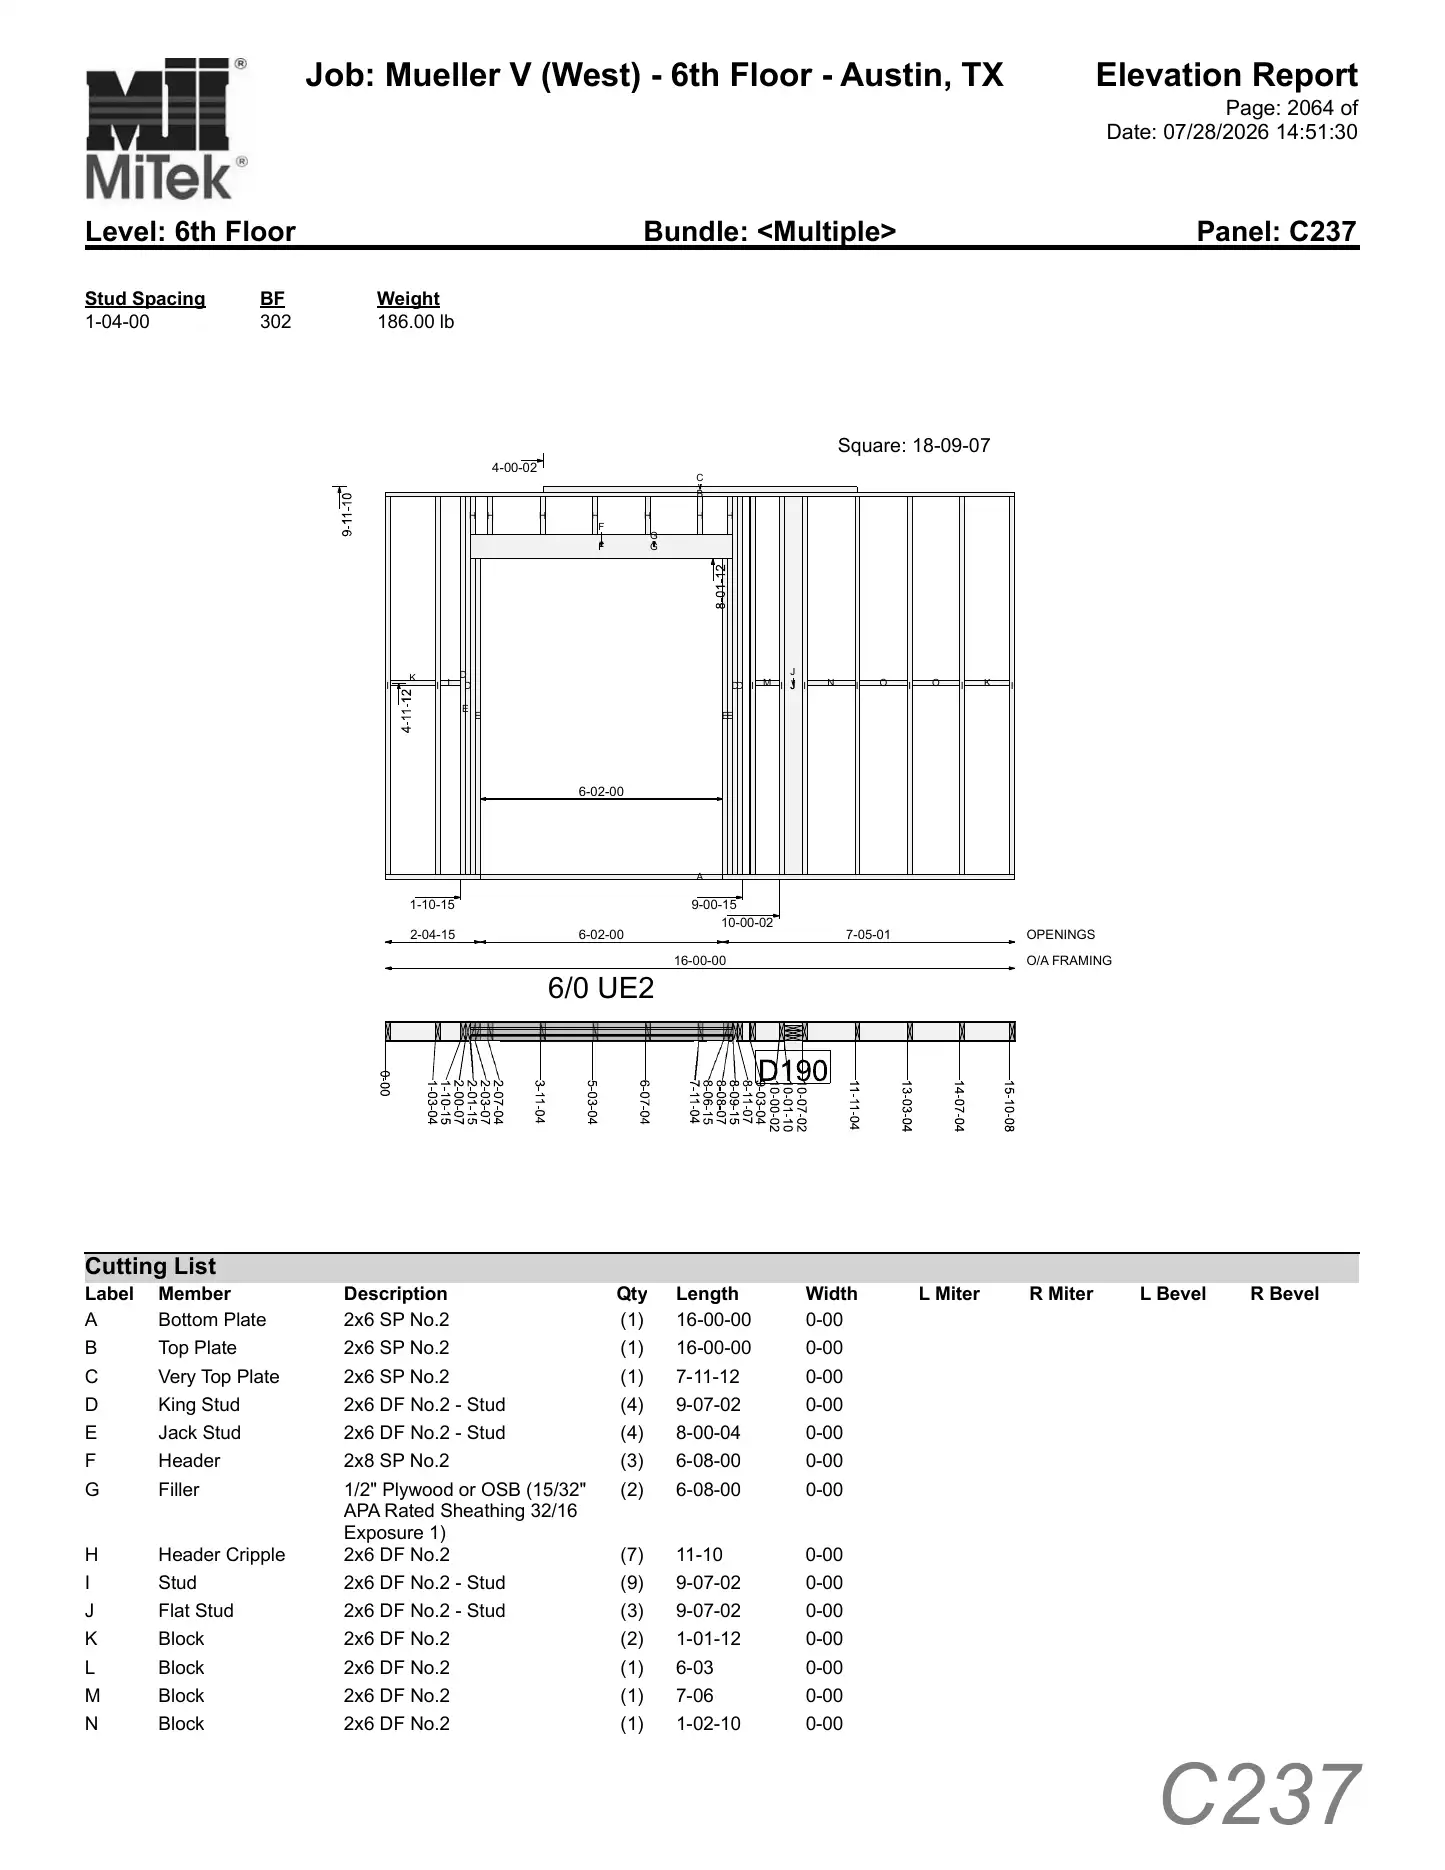 Job: Mueller V (West) - 6th Floor - Austin, TX
Elevation Report
Page: 2064 of
Date: 07/28/2026 14:51:30
MiTek®
Level: 6th Floor Bundle: <Multiple> Panel: C237
Stud Spacing BF Weight
1-04-00 302 186.00 lb
Square: 18-09-07
4-00-02
C
9-11-10
F
F
G
G
8-01-12
K
D
J
J
M
N
O
O
K
4-11-12
E
E
6-02-00
A
1-10-15 9-00-15
10-00-02
2-04-15 6-02-00 7-05-01 OPENINGS
16-00-00 O/A FRAMING
6/0 UE2
D190
0-00
1-03-04
1-10-15
2-00-07
2-01-15
2-03-07
2-07-04
3-11-04
5-03-04
6-07-04
7-11-04
8-06-15
8-08-07
8-09-15
8-11-07
9-03-04
10-00-02
10-01-10
10-07-02
11-11-04
13-03-04
14-07-04
15-10-08
Cutting List
Label Member Description Qty Length Width L Miter R Miter L Bevel R Bevel
A Bottom Plate 2x6 SP No.2 (1) 16-00-00 0-00
B Top Plate 2x6 SP No.2 (1) 16-00-00 0-00
C Very Top Plate 2x6 SP No.2 (1) 7-11-12 0-00
D King Stud 2x6 DF No.2 - Stud (4) 9-07-02 0-00
E Jack Stud 2x6 DF No.2 - Stud (4) 8-00-04 0-00
F Header 2x8 SP No.2 (3) 6-08-00 0-00
G Filler 1/2" Plywood or OSB (15/32" (2) 6-08-00 0-00
APA Rated Sheathing 32/16
Exposure 1)
H Header Cripple 2x6 DF No.2 (7) 11-10 0-00
I Stud 2x6 DF No.2 - Stud (9) 9-07-02 0-00
J Flat Stud 2x6 DF No.2 - Stud (3) 9-07-02 0-00
K Block 2x6 DF No.2 (2) 1-01-12 0-00
L Block 2x6 DF No.2 (1) 6-03 0-00
M Block 2x6 DF No.2 (1) 7-06 0-00
N Block 2x6 DF No.2 (1) 1-02-10 0-00
C237